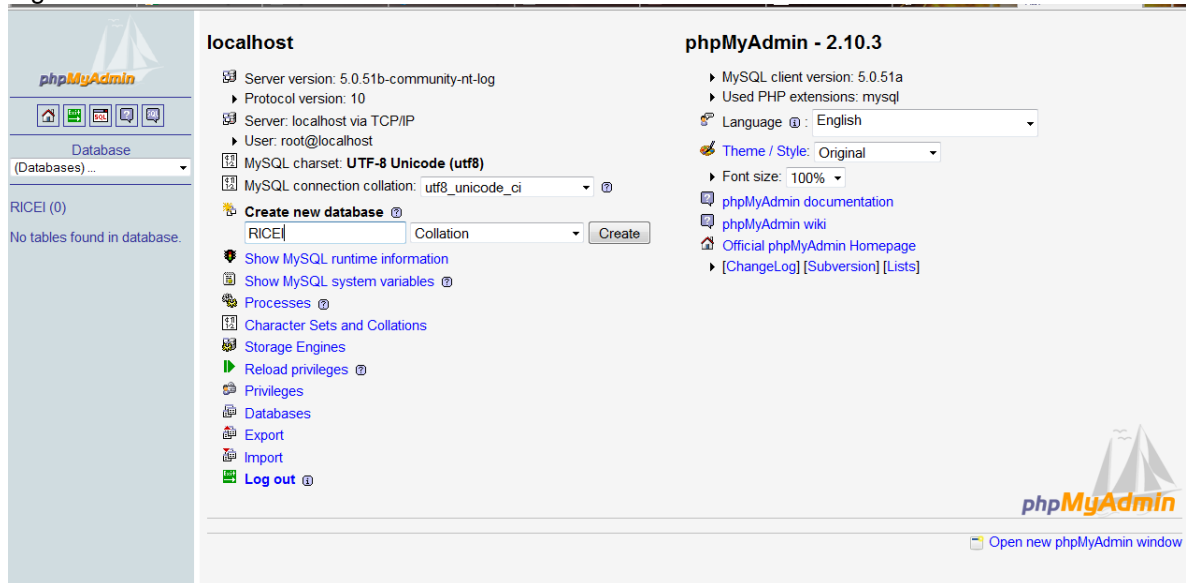 phpMyAdmin
Database
(Databases) ...
RICEI (0)
No tables found in database.
localhost
Server version: 5.0.51b-community-nt-log
Protocol version: 10
Server: localhost via TCP/IP
User: root@localhost
MySQL charset: UTF-8 Unicode (utf8)
MySQL connection collation: utf8_unicode_ci
Create new database
RICEI Collation Create
Show MySQL runtime information
Show MySQL system variables
Processes
Character Sets and Collations
Storage Engines
Reload privileges
Privileges
Databases
Export
Import
Log out
phpMyAdmin - 2.10.3
MySQL client version: 5.0.51a
Used PHP extensions: mysql
Language : English
Theme / Style: Original
Font size: 100%
phpMyAdmin documentation
phpMyAdmin wiki
Official phpMyAdmin Homepage
[ChangeLog] [Subversion] [Lists]
phpMyAdmin
Open new phpMyAdmin window